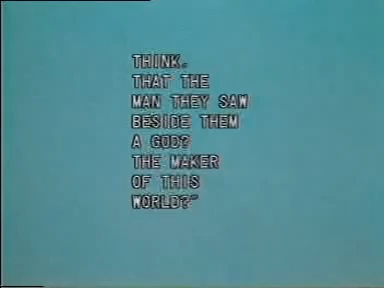 THINK.
THAT THE
MAN THEY SAW
BESIDE THEM
A GOD?
THE MAKER
OF THIS
WORLD?"